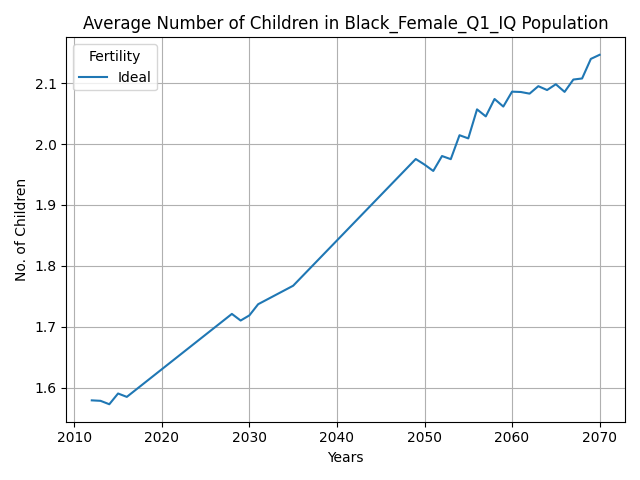 Average Number of Children in Black_Female_Q1_IQ Population
Fertility
Ideal
No. of Children
2.1
2.0
1.9
1.8
1.7
1.6
2010 2020 2030 2040 2050 2060 2070
Years